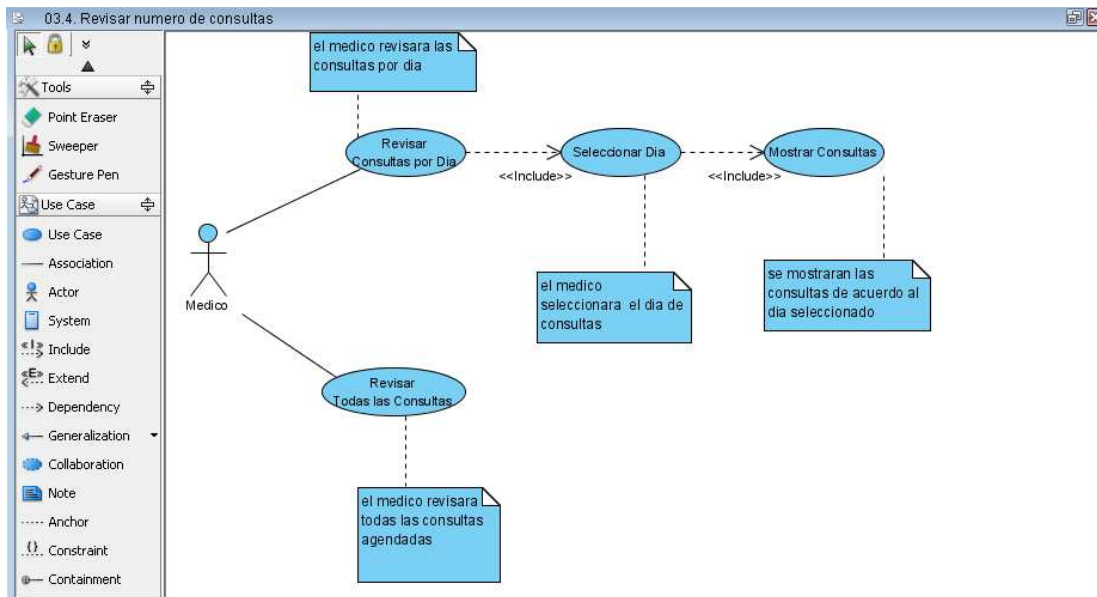 03.4. Revisar numero de consultas
Tools
Point Eraser
Sweeper
Gesture Pen
Use Case
Use Case
Association
Actor
System
Include
Extend
Dependency
Generalization
Collaboration
Note
Anchor
Constraint
Containment
el medico revisara las
consultas por dia
Revisar
Consultas por Dia
<<Include>>
Seleccionar Dia
<<Include>>
Mostrar Consultas
Medico
el medico
seleccionara el dia de
consultas
se mostraran las
consultas de acuerdo al
dia seleccionado
Revisar
Todas las Consultas
el medico revisara
todas las consultas
agendadas